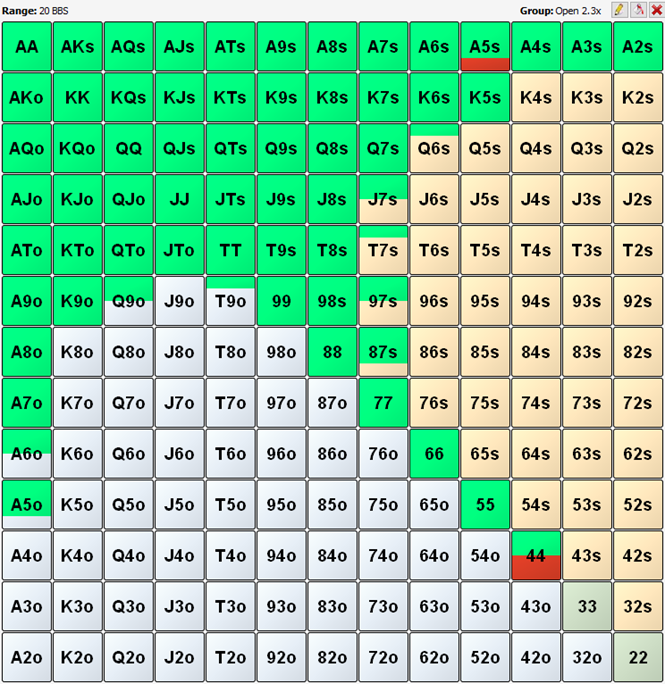 Range: 20 BBS Group: Open 2.3x
AA AKs AQs AJs ATs A9s A8s A7s A6s A5s A4s A3s A2s
AKo KK KQs KJs KTs K9s K8s K7s K6s K5s K4s K3s K2s
AQo KQo QQ QJs QTs Q9s Q8s Q7s Q6s Q5s Q4s Q3s Q2s
AJo KJo QJo JJ JTs J9s J8s J7s J6s J5s J4s J3s J2s
ATo KTo QTo JTo TT T9s T8s T7s T6s T5s T4s T3s T2s
A9o K9o Q9o J9o T9o 99 98s 97s 96s 95s 94s 93s 92s
A8o K8o Q8o J8o T8o 98o 88 87s 86s 85s 84s 83s 82s
A7o K7o Q7o J7o T7o 97o 87o 77 76s 75s 74s 73s 72s
A6o K6o Q6o J6o T6o 96o 86o 76o 66 65s 64s 63s 62s
A5o K5o Q5o J5o T5o 95o 85o 75o 65o 55 54s 53s 52s
A4o K4o Q4o J4o T4o 94o 84o 74o 64o 54o 44 43s 42s
A3o K3o Q3o J3o T3o 93o 83o 73o 63o 53o 43o 33 32s
A2o K2o Q2o J2o T2o 92o 82o 72o 62o 52o 42o 32o 22